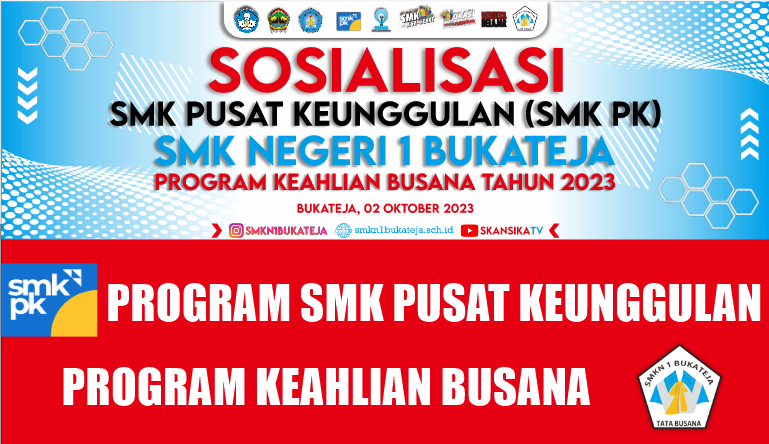 SOSIALISASI
SMK PUSAT KEUNGGULAN (SMK PK)
SMK NEGERI 1 BUKATEJA
PROGRAM KEAHLIAN BUSANA TAHUN 2023
BUKATEJA, 02 OKTOBER 2023
SMKN1BUKATEJA smkn1bukateja.sch.id SKANSIKATV
smk
pk
PROGRAM SMK PUSAT KEUNGGULAN
PROGRAM KEAHLIAN BUSANA
SMKN 1 BUKATEJA
TATA BUSANA